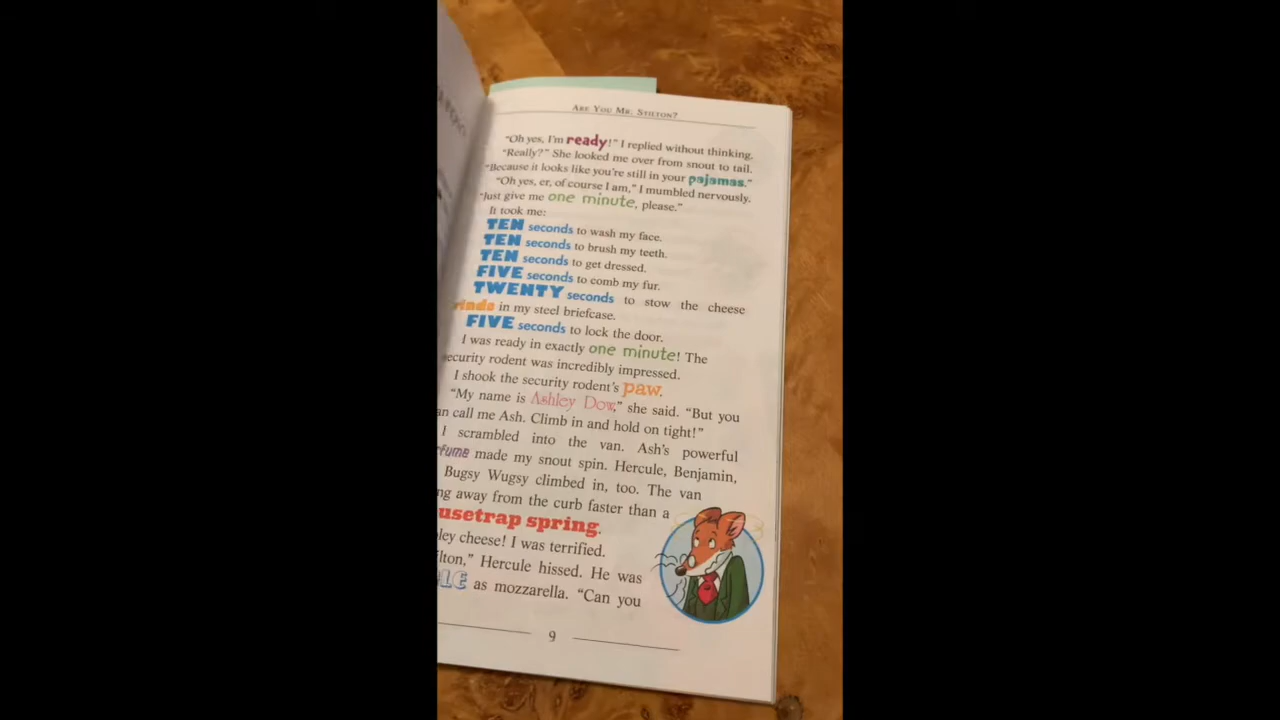 ARE YOU MR. STILTON?
"Oh yes, I'm ready!" I replied without thinking.
"Really?" She looked me over from snout to tail.
"Because it looks like you're still in your pajamas."
"Oh yes, er, of course I am," I mumbled nervously.
"Just give me one minute, please."
It took me:
TEN seconds to wash my face.
TEN seconds to brush my teeth.
TEN seconds to get dressed.
FIVE seconds to comb my fur.
TWENTY seconds to stow the cheese
rinds in my steel briefcase.
FIVE seconds to lock the door.
I was ready in exactly one minute! The
security rodent was incredibly impressed.
I shook the security rodent's paw.
"My name is Ashley Dow," she said. "But you
an call me Ash. Climb in and hold on tight!"
I scrambled into the van. Ash's powerful
rfume made my snout spin. Hercule, Benjamin,
Bugsy Wugsy climbed in, too. The van
ng away from the curb faster than a
usetrap spring.
ley cheese! I was terrified.
ilton," Hercule hissed. He was
LE as mozzarella. "Can you
9